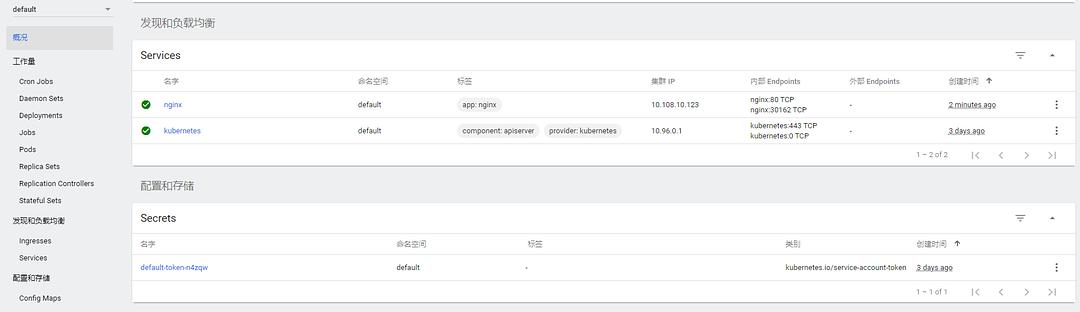 default
概况
工作量
Cron Jobs
Daemon Sets
Deployments
Jobs
Pods
Replica Sets
Replication Controllers
Stateful Sets
发现和负载均衡
Ingresses
Services
配置和存储
Config Maps
发现和负载均衡
Services
名字 命名空间 标签 集群 IP 内部 Endpoints 外部 Endpoints 创建时间
nginx default app: nginx 10.108.10.123 nginx:80 TCP - 2 minutes ago
nginx:30162 TCP
kubernetes default component: apiserver provider: kubernetes 10.96.0.1 kubernetes:443 TCP - 3 days ago
kubernetes:0 TCP
1 – 2 of 2
配置和存储
Secrets
名字 命名空间 标签 类别 创建时间
default-token-n4zqw default - kubernetes.io/service-account-token 3 days ago
1 – 1 of 1